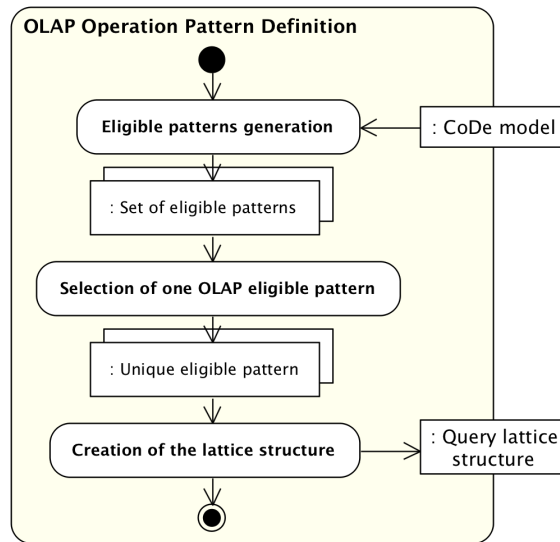 OLAP Operation Pattern Definition
Eligible patterns generation
: CoDe model
: Set of eligible patterns
Selection of one OLAP eligible pattern
: Unique eligible pattern
Creation of the lattice structure
: Query lattice
structure